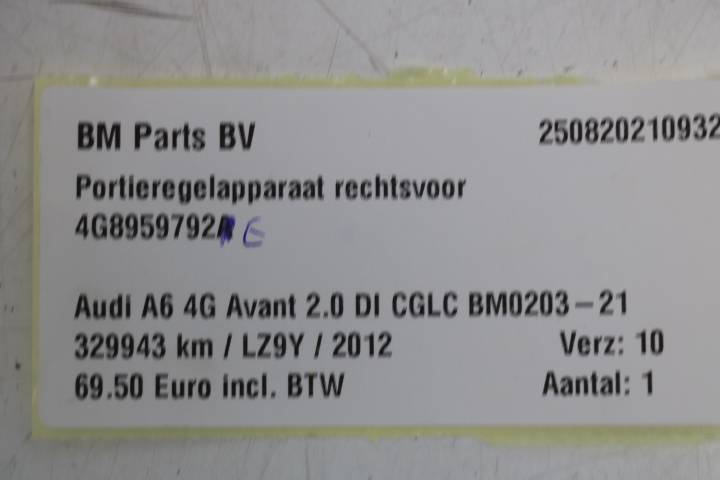 BM Parts BV 250820210932
Portieregelapparaat rechtsvoor
4G8959792A E
Audi A6 4G Avant 2.0 DI CGLC BM0203-21
329943 km / LZ9Y / 2012 Verz: 10
69.50 Euro incl. BTW Aantal: 1